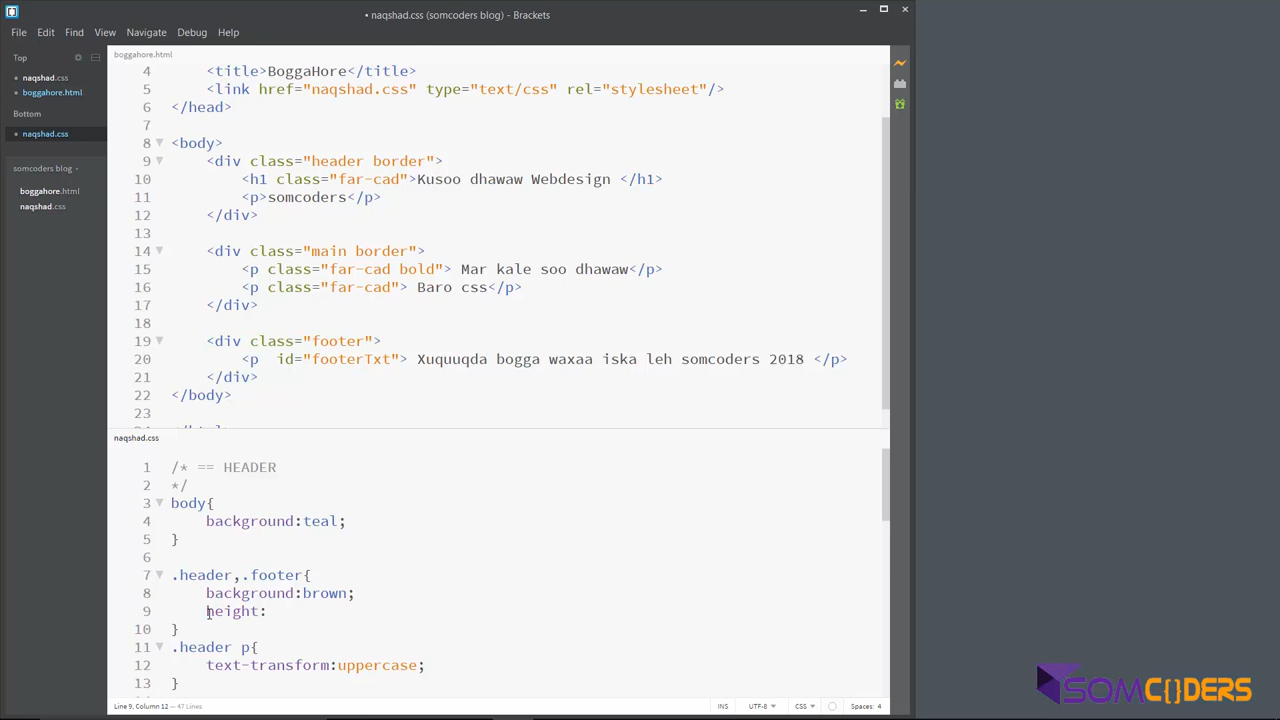 • naqshad.css (somcoders blog) - Brackets
File Edit Find View Navigate Debug Help
Top
naqshad.css
• boggahore.html
Bottom
• naqshad.css
somcoders blog
boggahore.html
naqshad.css
boggahore.html
4 <title>BoggaHore</title>
5 <link href="naqshad.css" type="text/css" rel="stylesheet"/>
6 </head>
7
8 <body>
9 <div class="header border">
10 <h1 class="far-cad">Kusoo dhawaw Webdesign </h1>
11 <p>somcoders</p>
12 </div>
13
14 <div class="main border">
15 <p class="far-cad bold"> Mar kale soo dhawaw</p>
16 <p class="far-cad"> Baro css</p>
17 </div>
18
19 <div class="footer">
20 <p  id="footerTxt"> Xuquuqda bogga waxaa iska leh somcoders 2018 </p>
21 </div>
22 </body>
23
naqshad.css
1 /* == HEADER
2 */
3 body{
4 background:teal;
5 }
6
7 .header,.footer{
8 background:brown;
9 height:
10 }
11 .header p{
12 text-transform:uppercase;
13 }
Line 9, Column 12 — 47 Lines
INS UTF-8 CSS Spaces: 4
SOMC{}DERS